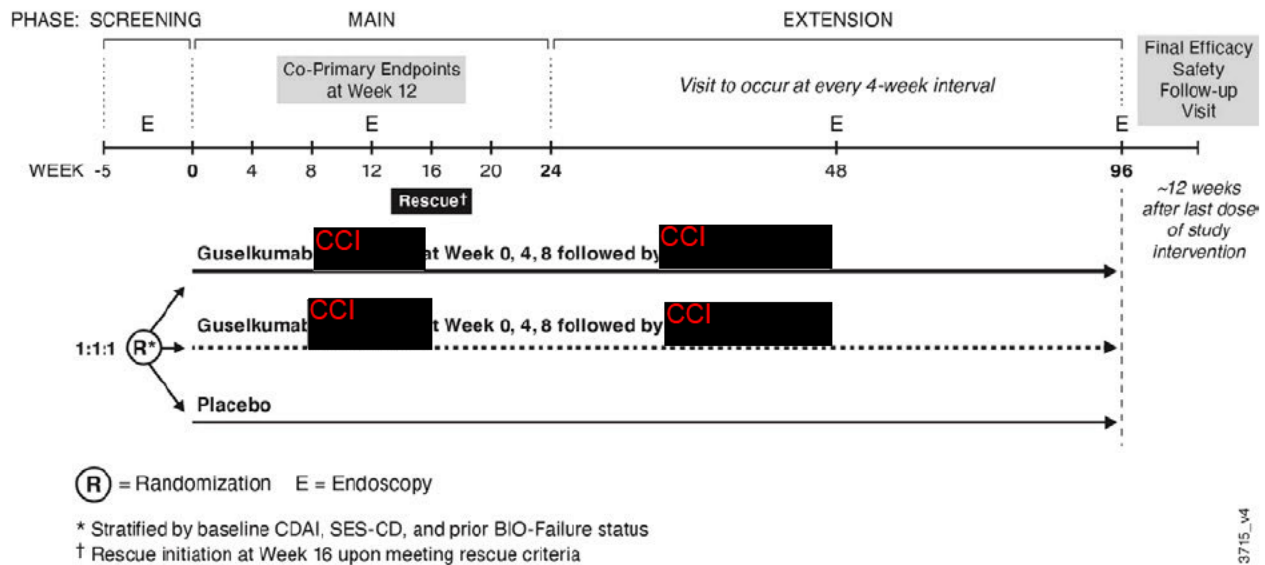 PHASE: SCREENING MAIN EXTENSION
Co-Primary Endpoints
at Week 12
Visit to occur at every 4-week interval
Final Efficacy
Safety
Follow-up
Visit
E E E E
WEEK -5 0 4 8 12 16 20 24 48 96
Rescue†
~12 weeks
after last dose
of study
intervention
Guselkumab CCI at Week 0, 4, 8 followed by CCI
Guselkumab CCI at Week 0, 4, 8 followed by CCI
1:1:1 R*
Placebo
R = Randomization E = Endoscopy
* Stratified by baseline CDAI, SES-CD, and prior BIO-Failure status
† Rescue initiation at Week 16 upon meeting rescue criteria
3715_v4